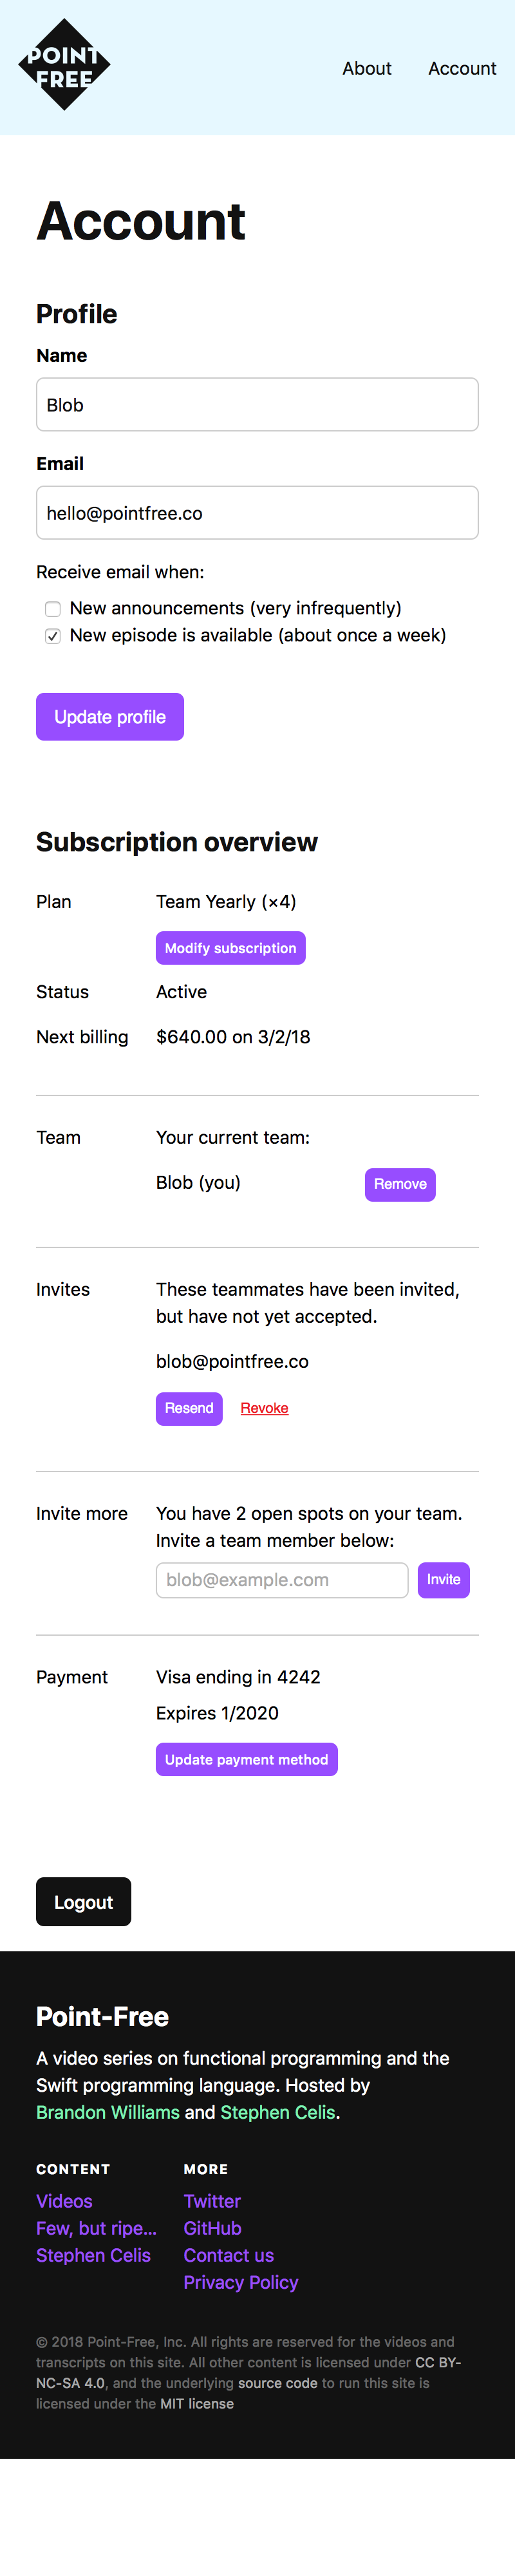 POINT
FREE
About Account
Account
Profile
Name
Blob
Email
hello@pointfree.co
Receive email when:
New announcements (very infrequently)
New episode is available (about once a week)
Update profile
Subscription overview
Plan Team Yearly (×4)
Modify subscription
Status Active
Next billing $640.00 on 3/2/18
Team Your current team:
Blob (you) Remove
Invites These teammates have been invited,
but have not yet accepted.
blob@pointfree.co
Resend Revoke
Invite more You have 2 open spots on your team.
Invite a team member below:
blob@example.com Invite
Payment Visa ending in 4242
Expires 1/2020
Update payment method
Logout
Point-Free
A video series on functional programming and the
Swift programming language. Hosted by
Brandon Williams and Stephen Celis.
CONTENT MORE
Videos Twitter
Few, but ripe... GitHub
Stephen Celis Contact us
Privacy Policy
© 2018 Point-Free, Inc. All rights are reserved for the videos and
transcripts on this site. All other content is licensed under CC BY-
NC-SA 4.0, and the underlying source code to run this site is
licensed under the MIT license